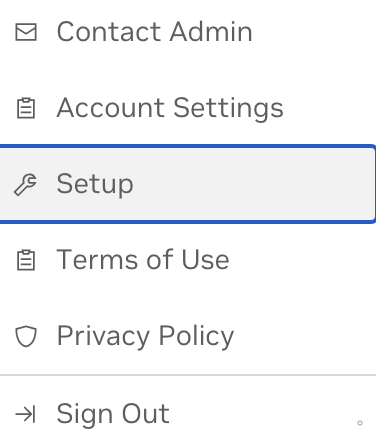 Contact Admin
Account Settings
Setup
Terms of Use
Privacy Policy
Sign Out